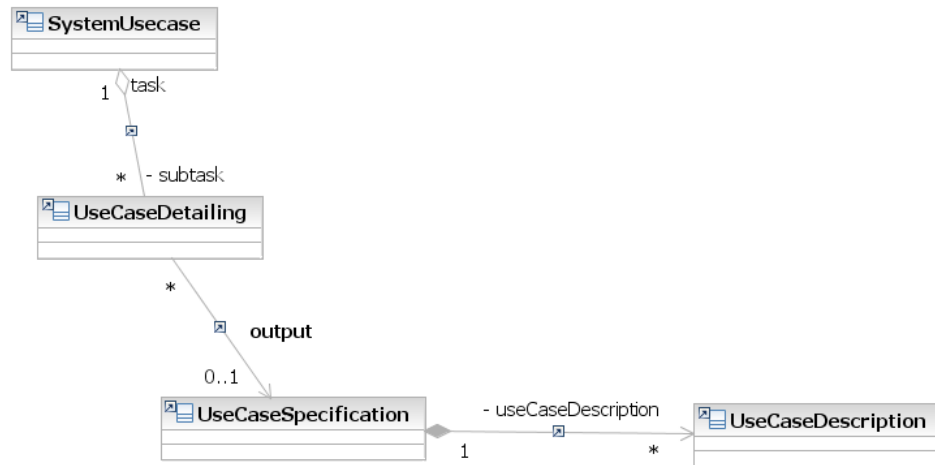 SystemUsecase
1 task
* - subtask
UseCaseDetailing
*
output
0..1
UseCaseSpecification
- useCaseDescription
1 *
UseCaseDescription